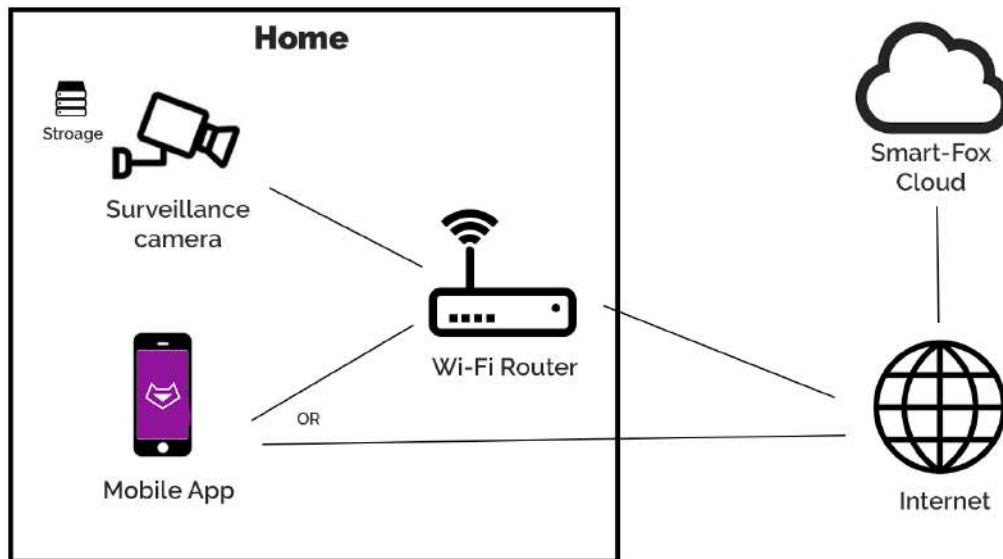 Home
Stroage
Surveillance
camera
Smart-Fox
Cloud
Wi-Fi Router
OR
Mobile App
Internet